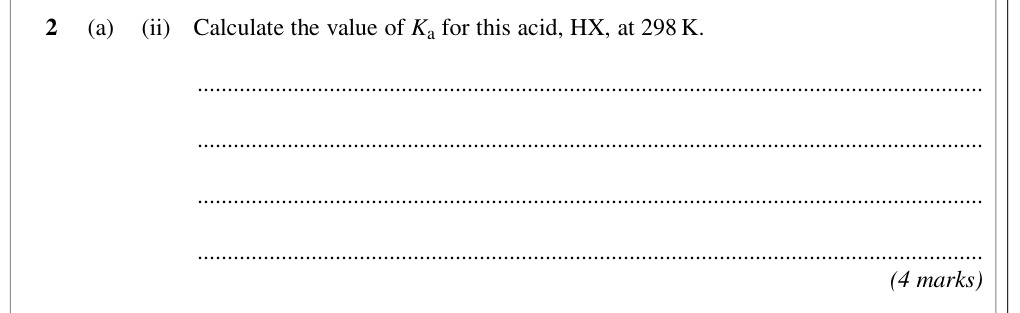 2 (a) (ii) Calculate the value of Ka for this acid, HX, at 298 K.
(4 marks)